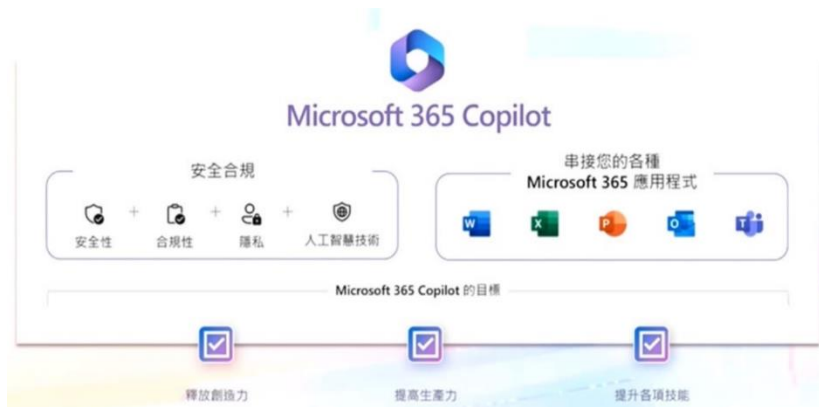 Microsoft 365 Copilot
安全合規
安全性 + 合規性 + 隱私 + 人工智慧技術
串接您的各種
Microsoft 365 應用程式
W X P O T
Microsoft 365 Copilot 的目標
釋放創造力 提高生產力 提升各項技能